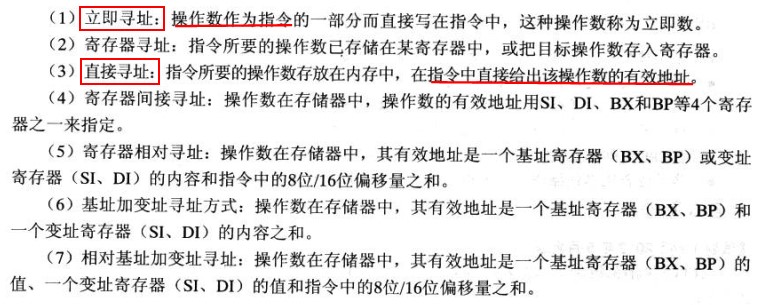 （1）立即寻址：操作数作为指令的一部分而直接写在指令中，这种操作数称为立即数。
（2）寄存器寻址：指令所要的操作数已存储在某寄存器中，或把目标操作数存入寄存器。
（3）直接寻址：指令所要的操作数存放在内存中，在指令中直接给出该操作数的有效地址。
（4）寄存器间接寻址：操作数在存储器中，操作数的有效地址用SI、DI、BX和BP等4个寄存
器之一来指定。
（5）寄存器相对寻址：操作数在存储器中，其有效地址是一个基址寄存器（BX、BP）或变址
寄存器（SI、DI）的内容和指令中的8位/16位偏移量之和。
（6）基址加变址寻址方式：操作数在存储器中，其有效地址是一个基址寄存器（BX、BP）和
一个变址寄存器（SI、DI）的内容之和。
（7）相对基址加变址寻址：操作数在存储器中，其有效地址是一个基址寄存器（BX、BP）的
值、一个变址寄存器（SI、DI）的值和指令中的8位/16位偏移量之和。